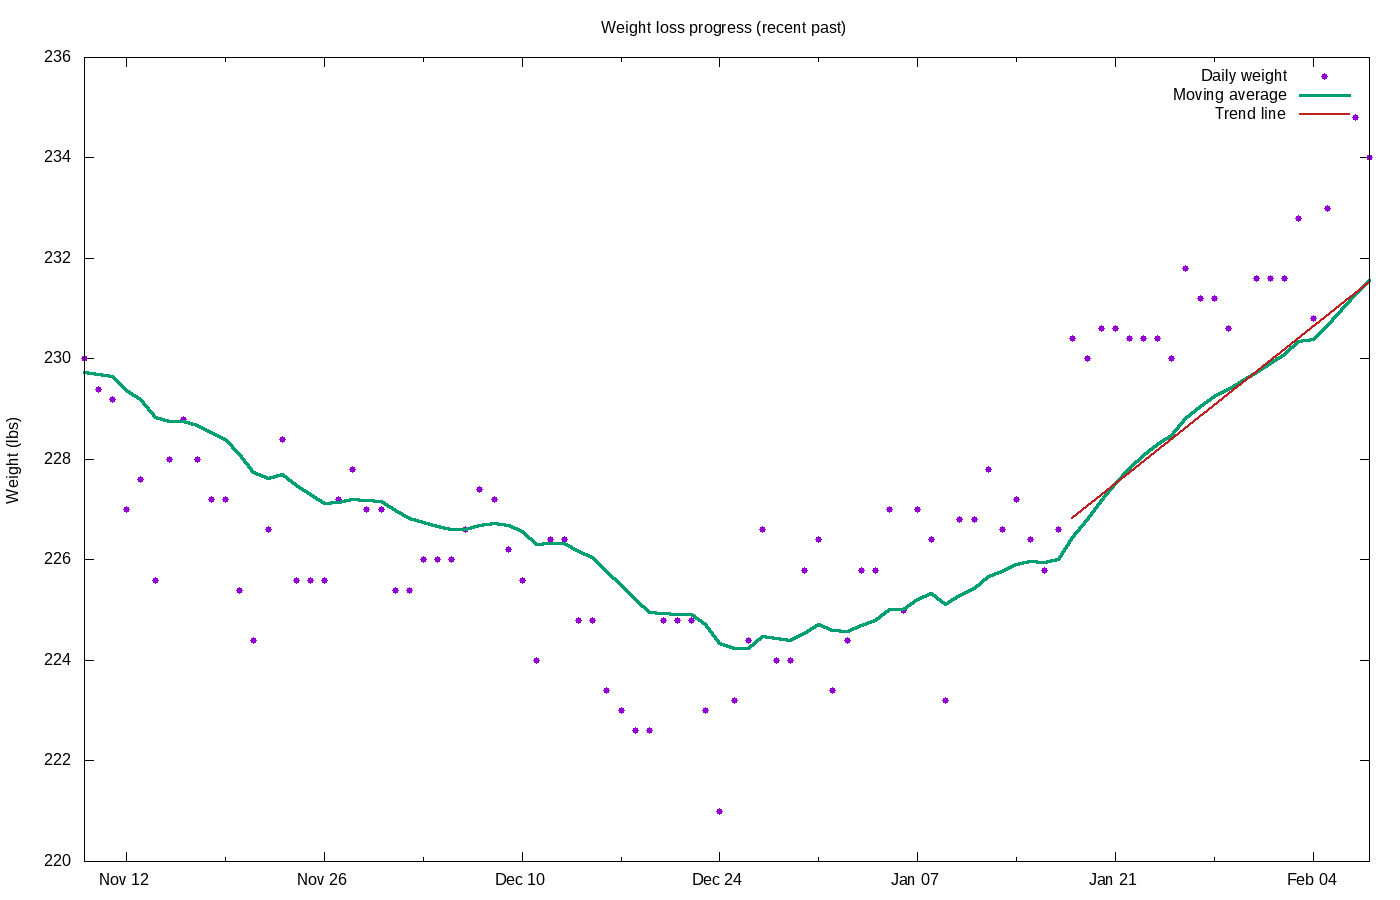 Weight loss progress (recent past)
236
234
232
230
228
226
224
222
220
Weight (lbs)
Daily weight
Moving average
Trend line
Nov 12 Nov 26 Dec 10 Dec 24 Jan 07 Jan 21 Feb 04